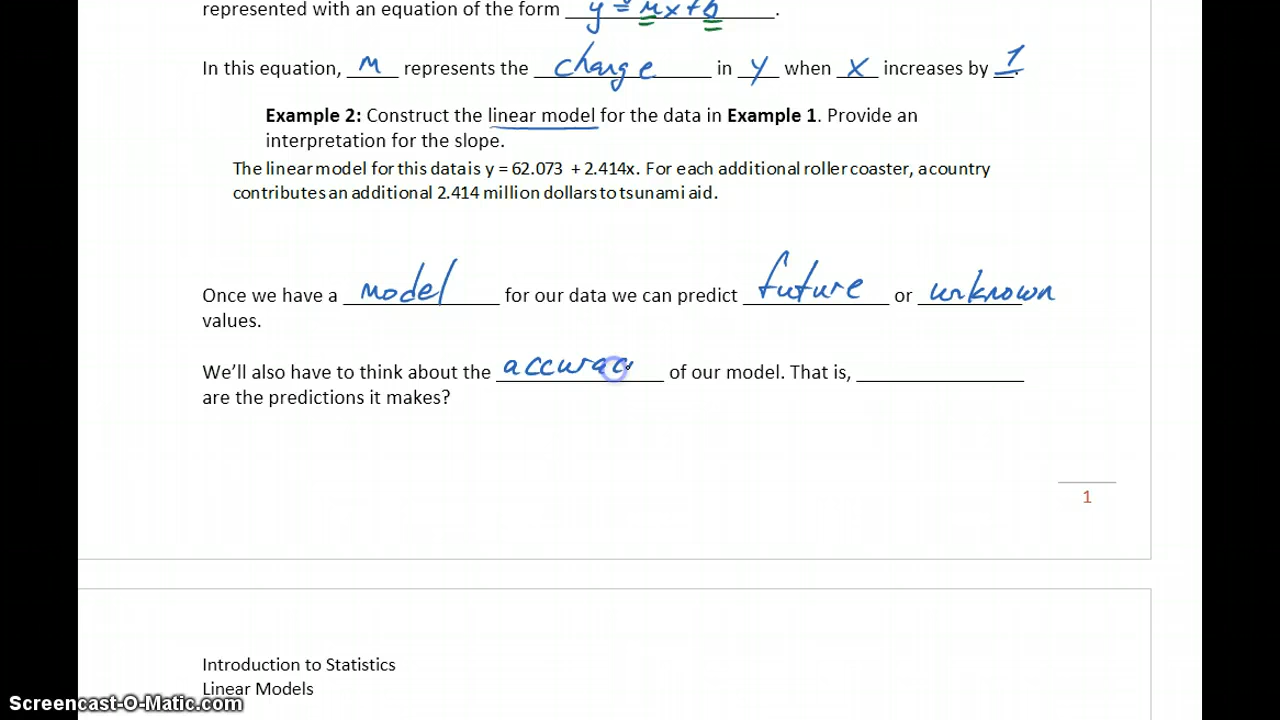 represented with an equation of the form y = mx+b.
In this equation, m represents the change in y when x increases by 1.
Example 2: Construct the linear model for the data in Example 1. Provide an
interpretation for the slope.
The linear model for this data is y = 62.073 + 2.414x. For each additional roller coaster, a country
contributes an additional 2.414 million dollars to tsunami aid.
Once we have a model for our data we can predict future or unknown
values.
We'll also have to think about the accurac of our model. That is, ________________
are the predictions it makes?
1
Introduction to Statistics
Linear Models
Screencast-O-Matic.com